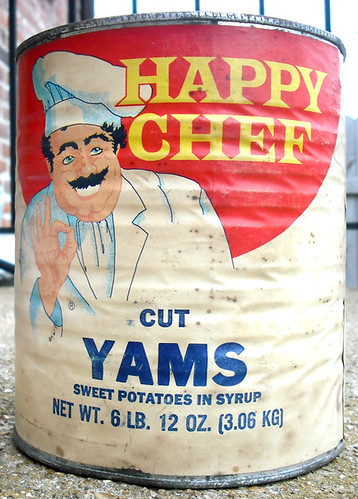 HAPPY
CHEF
®
CUT
YAMS
SWEET POTATOES IN SYRUP
NET WT. 6 LB. 12 OZ. (3.06 KG)